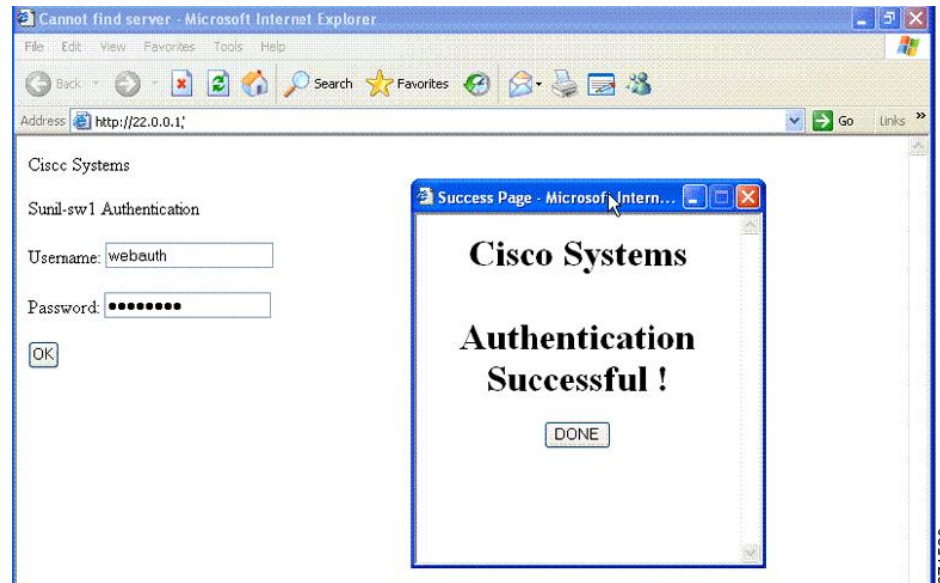 Cannot find server - Microsoft Internet Explorer
File Edit View Favorites Tools Help
Back Search Favorites
Address http://22.0.0.1; Go Links »
Ciscc Systems
Sunil-sw1 Authentication
Username: webauth
Password: ●●●●●●●●
OK
Success Page - Microsoft Intern...
Cisco Systems
Authentication
Successful !
DONE